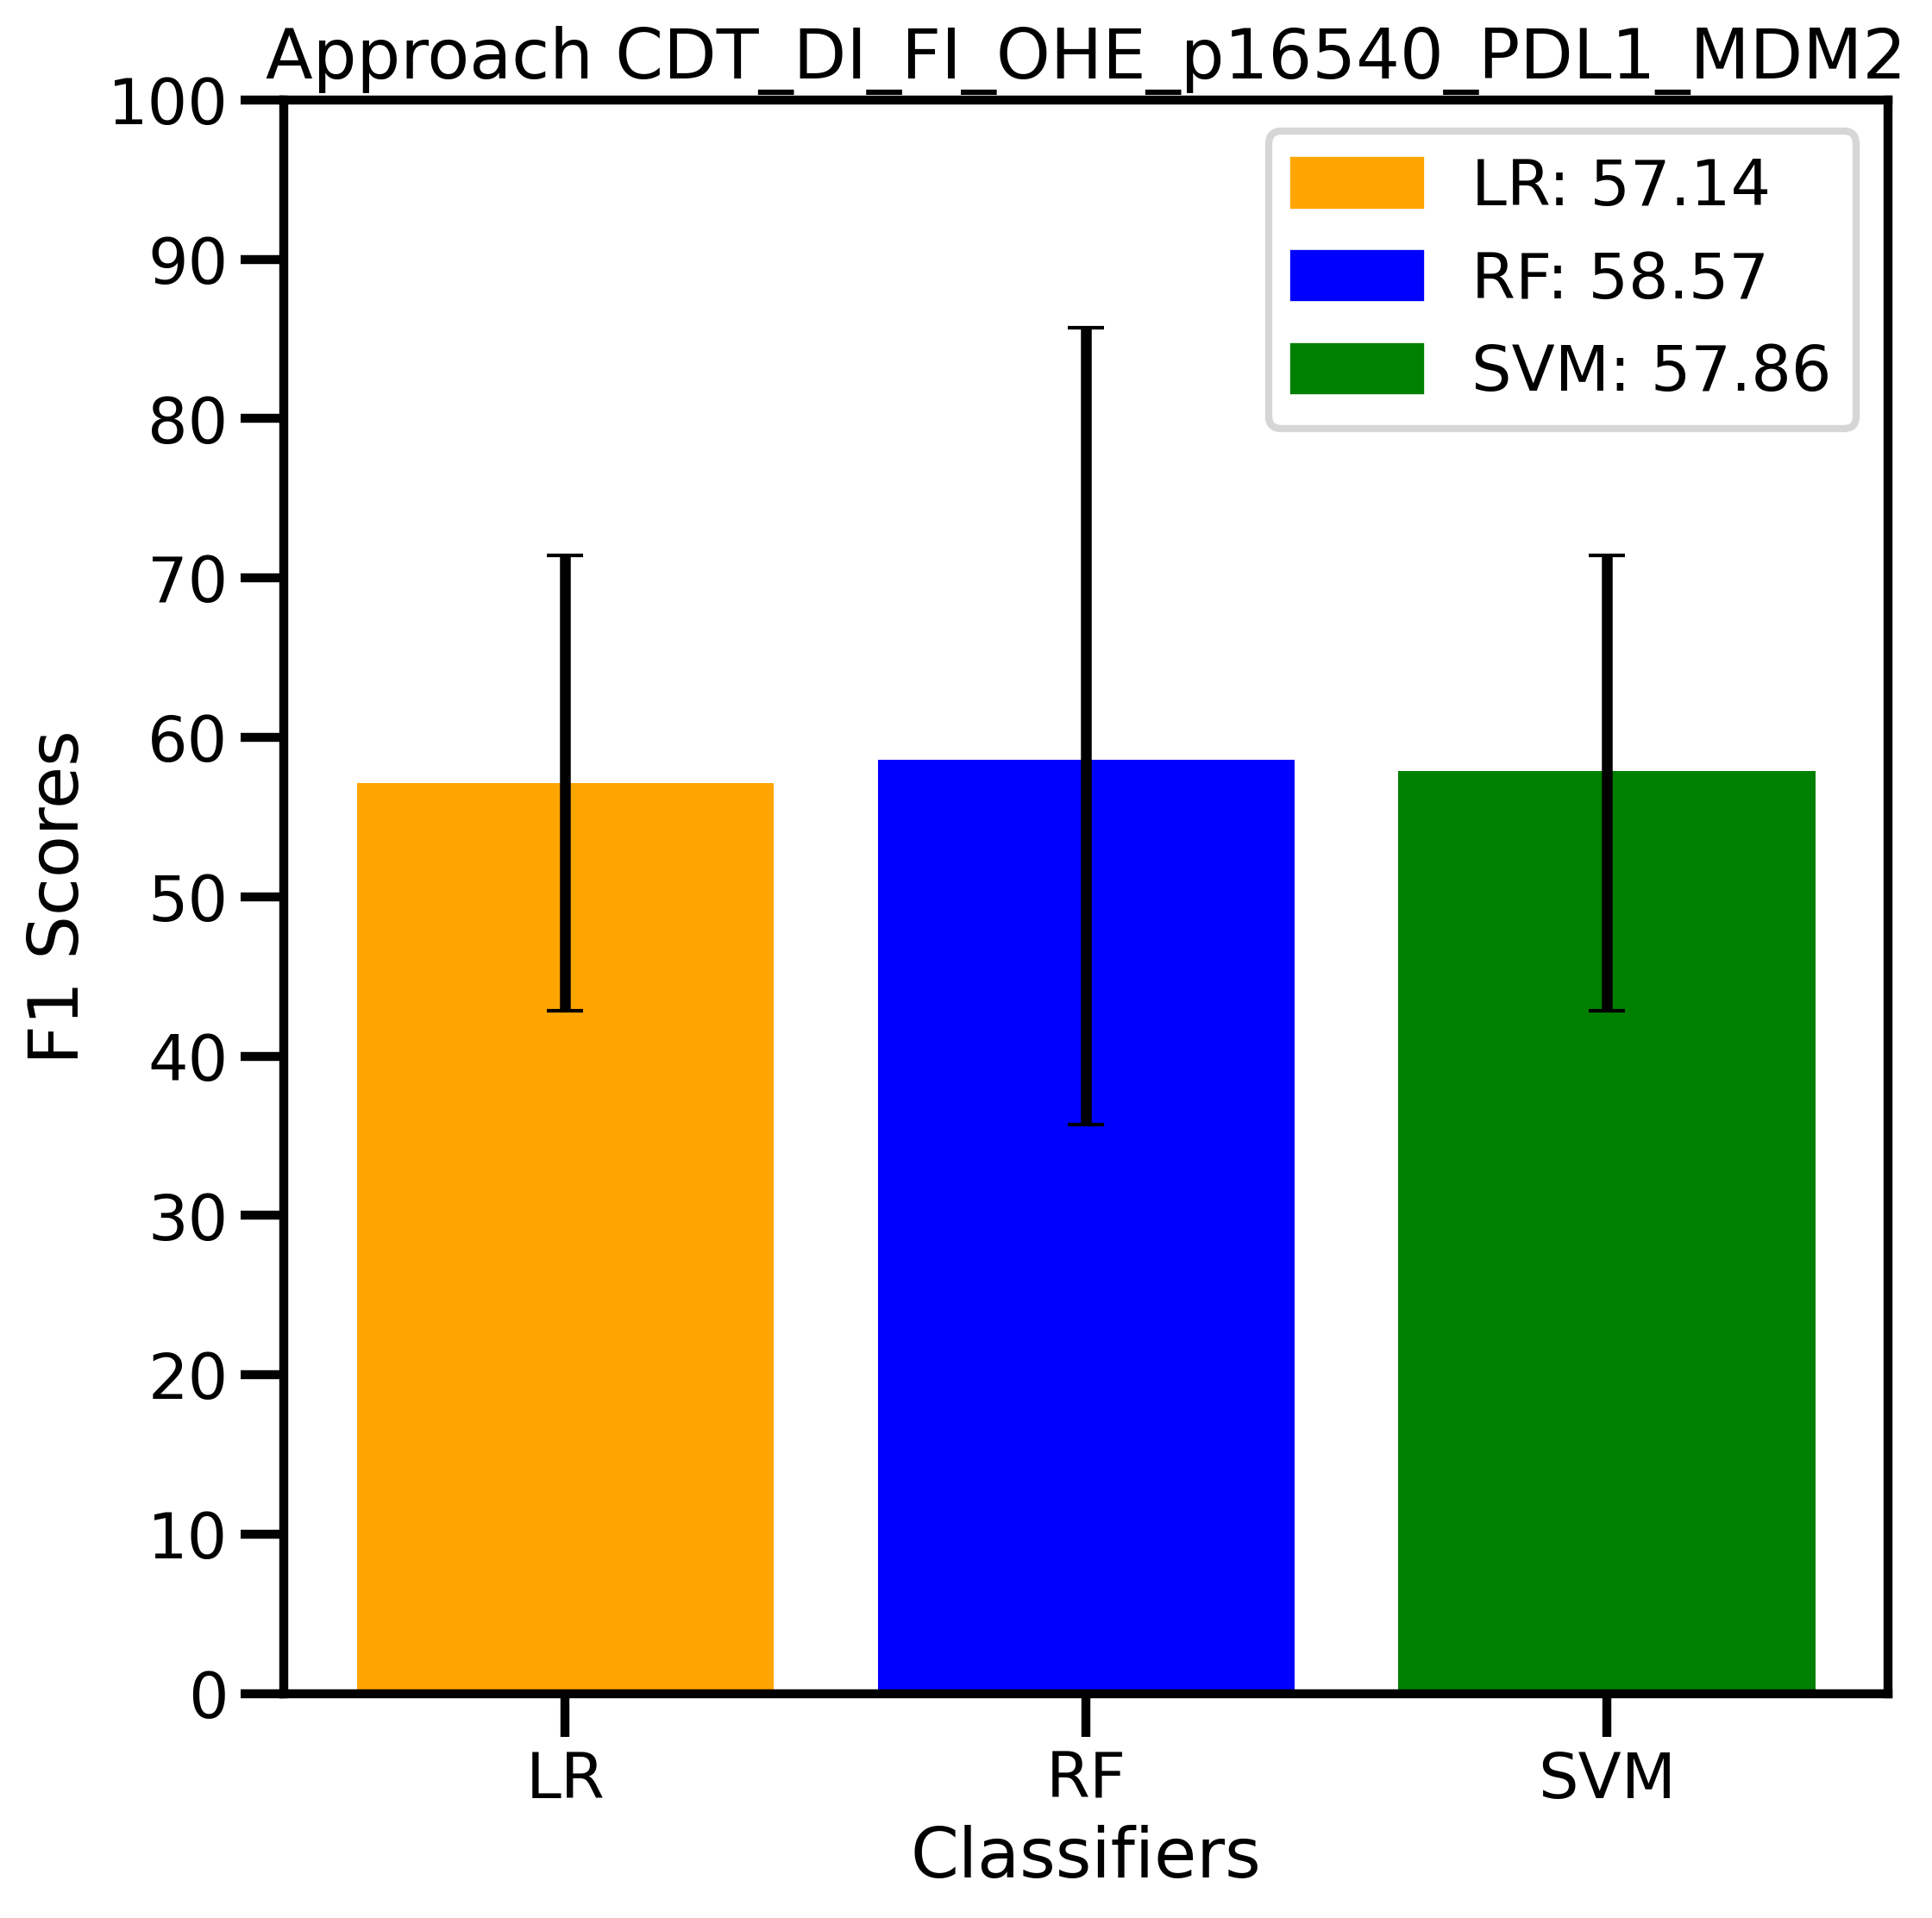 Approach CDT_DI_FI_OHE_p16540_PDL1_MDM2
100
90
80
70
60
50
40
30
20
10
0
F1 Scores
LR: 57.14
RF: 58.57
SVM: 57.86
LR
RF
SVM
Classifiers